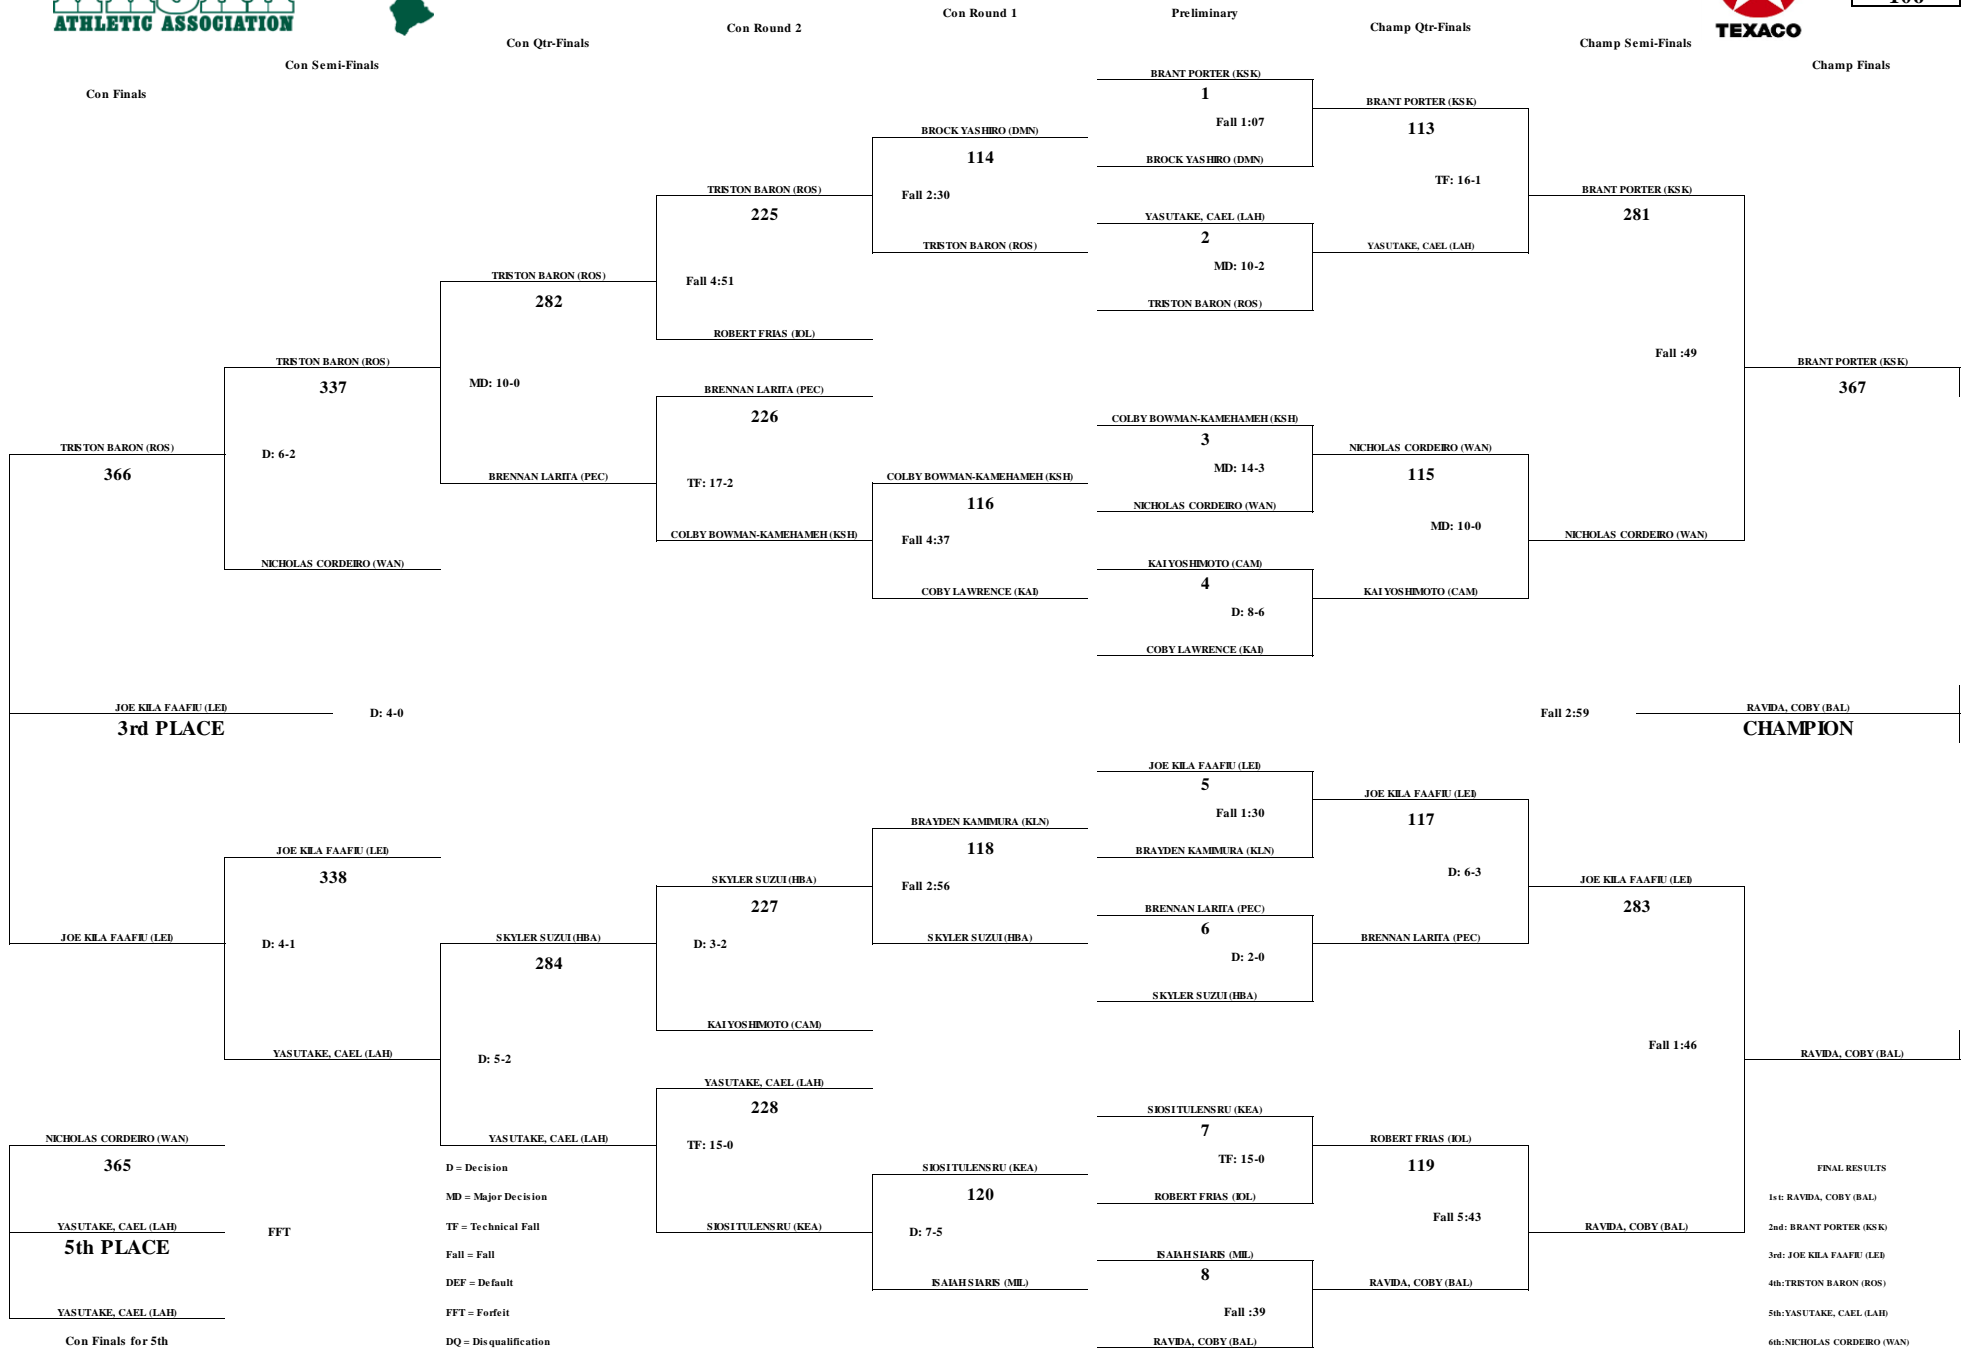 ATHLETIC ASSOCIATION
TEXACO
Con Finals
Con Semi-Finals
Con Qtr-Finals
Con Round 2
Con Round 1
Preliminary
Champ Qtr-Finals
Champ Semi-Finals
Champ Finals
BRANT PORTER (KSK)
1
Fall 1:07
BROCK YASHIRO (DMN)
YASUTAKE, CAEL (LAH)
2
MD: 10-2
TRISTON BARON (ROS)
COLBY BOWMAN-KAMEHAMEH (KSH)
3
MD: 14-3
NICHOLAS CORDEIRO (WAN)
KAI YOSHIMOTO (CAM)
4
D: 8-6
COBY LAWRENCE (KAI)
JOE KILA FAAFIU (LEI)
5
Fall 1:30
BRAYDEN KAMIMURA (KLN)
BRENNAN LARITA (PEC)
6
D: 2-0
SKYLER SUZUI (HBA)
SIOSI TULENSRU (KEA)
7
TF: 15-0
ROBERT FRIAS (IOL)
ISAIAH SIARIS (MIL)
8
Fall :39
RAVIDA, COBY (BAL)
BRANT PORTER (KSK)
113
TF: 16-1
YASUTAKE, CAEL (LAH)
NICHOLAS CORDEIRO (WAN)
115
MD: 10-0
KAI YOSHIMOTO (CAM)
JOE KILA FAAFIU (LEI)
117
D: 6-3
BRENNAN LARITA (PEC)
ROBERT FRIAS (IOL)
119
Fall 5:43
RAVIDA, COBY (BAL)
BRANT PORTER (KSK)
281
Fall :49
NICHOLAS CORDEIRO (WAN)
JOE KILA FAAFIU (LEI)
283
Fall 1:46
RAVIDA, COBY (BAL)
BRANT PORTER (KSK)
367
Fall 2:59
RAVIDA, COBY (BAL)
CHAMPION
RAVIDA, COBY (BAL)
BROCK YASHIRO (DMN)
114
Fall 2:30
TRISTON BARON (ROS)
COLBY BOWMAN-KAMEHAMEH (KSH)
116
Fall 4:37
COBY LAWRENCE (KAI)
BRAYDEN KAMIMURA (KLN)
118
Fall 2:56
SKYLER SUZUI (HBA)
SIOSI TULENSRU (KEA)
120
D: 7-5
ISAIAH SIARIS (MIL)
TRISTON BARON (ROS)
225
Fall 4:51
ROBERT FRIAS (IOL)
BRENNAN LARITA (PEC)
226
TF: 17-2
COLBY BOWMAN-KAMEHAMEH (KSH)
SKYLER SUZUI (HBA)
227
D: 3-2
KAI YOSHIMOTO (CAM)
YASUTAKE, CAEL (LAH)
228
TF: 15-0
SIOSI TULENSRU (KEA)
TRISTON BARON (ROS)
282
MD: 10-0
BRENNAN LARITA (PEC)
SKYLER SUZUI (HBA)
284
D: 5-2
YASUTAKE, CAEL (LAH)
TRISTON BARON (ROS)
337
D: 6-2
NICHOLAS CORDEIRO (WAN)
JOE KILA FAAFIU (LEI)
338
D: 4-1
YASUTAKE, CAEL (LAH)
TRISTON BARON (ROS)
366
JOE KILA FAAFIU (LEI)
D: 4-0
3rd PLACE
JOE KILA FAAFIU (LEI)
NICHOLAS CORDEIRO (WAN)
365
YASUTAKE, CAEL (LAH)
FFT
5th PLACE
YASUTAKE, CAEL (LAH)
Con Finals for 5th
D = Decision
MD = Major Decision
TF = Technical Fall
Fall = Fall
DEF = Default
FFT = Forfeit
DQ = Disqualification
FINAL RESULTS
1st: RAVIDA, COBY (BAL)
2nd: BRANT PORTER (KSK)
3rd: JOE KILA FAAFIU (LEI)
4th: TRISTON BARON (ROS)
5th: YASUTAKE, CAEL (LAH)
6th: NICHOLAS CORDEIRO (WAN)